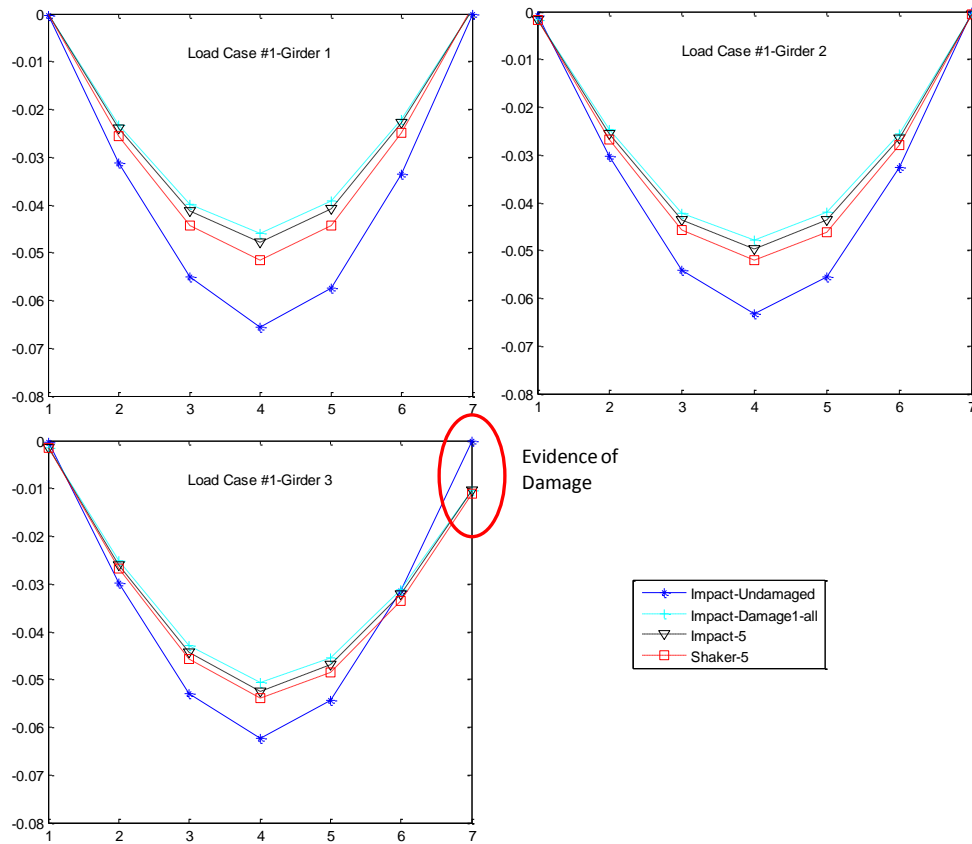 0
-0.01
-0.02
-0.03
-0.04
-0.05
-0.06
-0.07
-0.08
1 2 3 4 5 6 7
Load Case #1-Girder 1
0
-0.01
-0.02
-0.03
-0.04
-0.05
-0.06
-0.07
-0.08
1 2 3 4 5 6 7
Load Case #1-Girder 2
0
-0.01
-0.02
-0.03
-0.04
-0.05
-0.06
-0.07
-0.08
1 2 3 4 5 6 7
Load Case #1-Girder 3
Evidence of
Damage
Impact-Undamaged
Impact-Damage1-all
Impact-5
Shaker-5